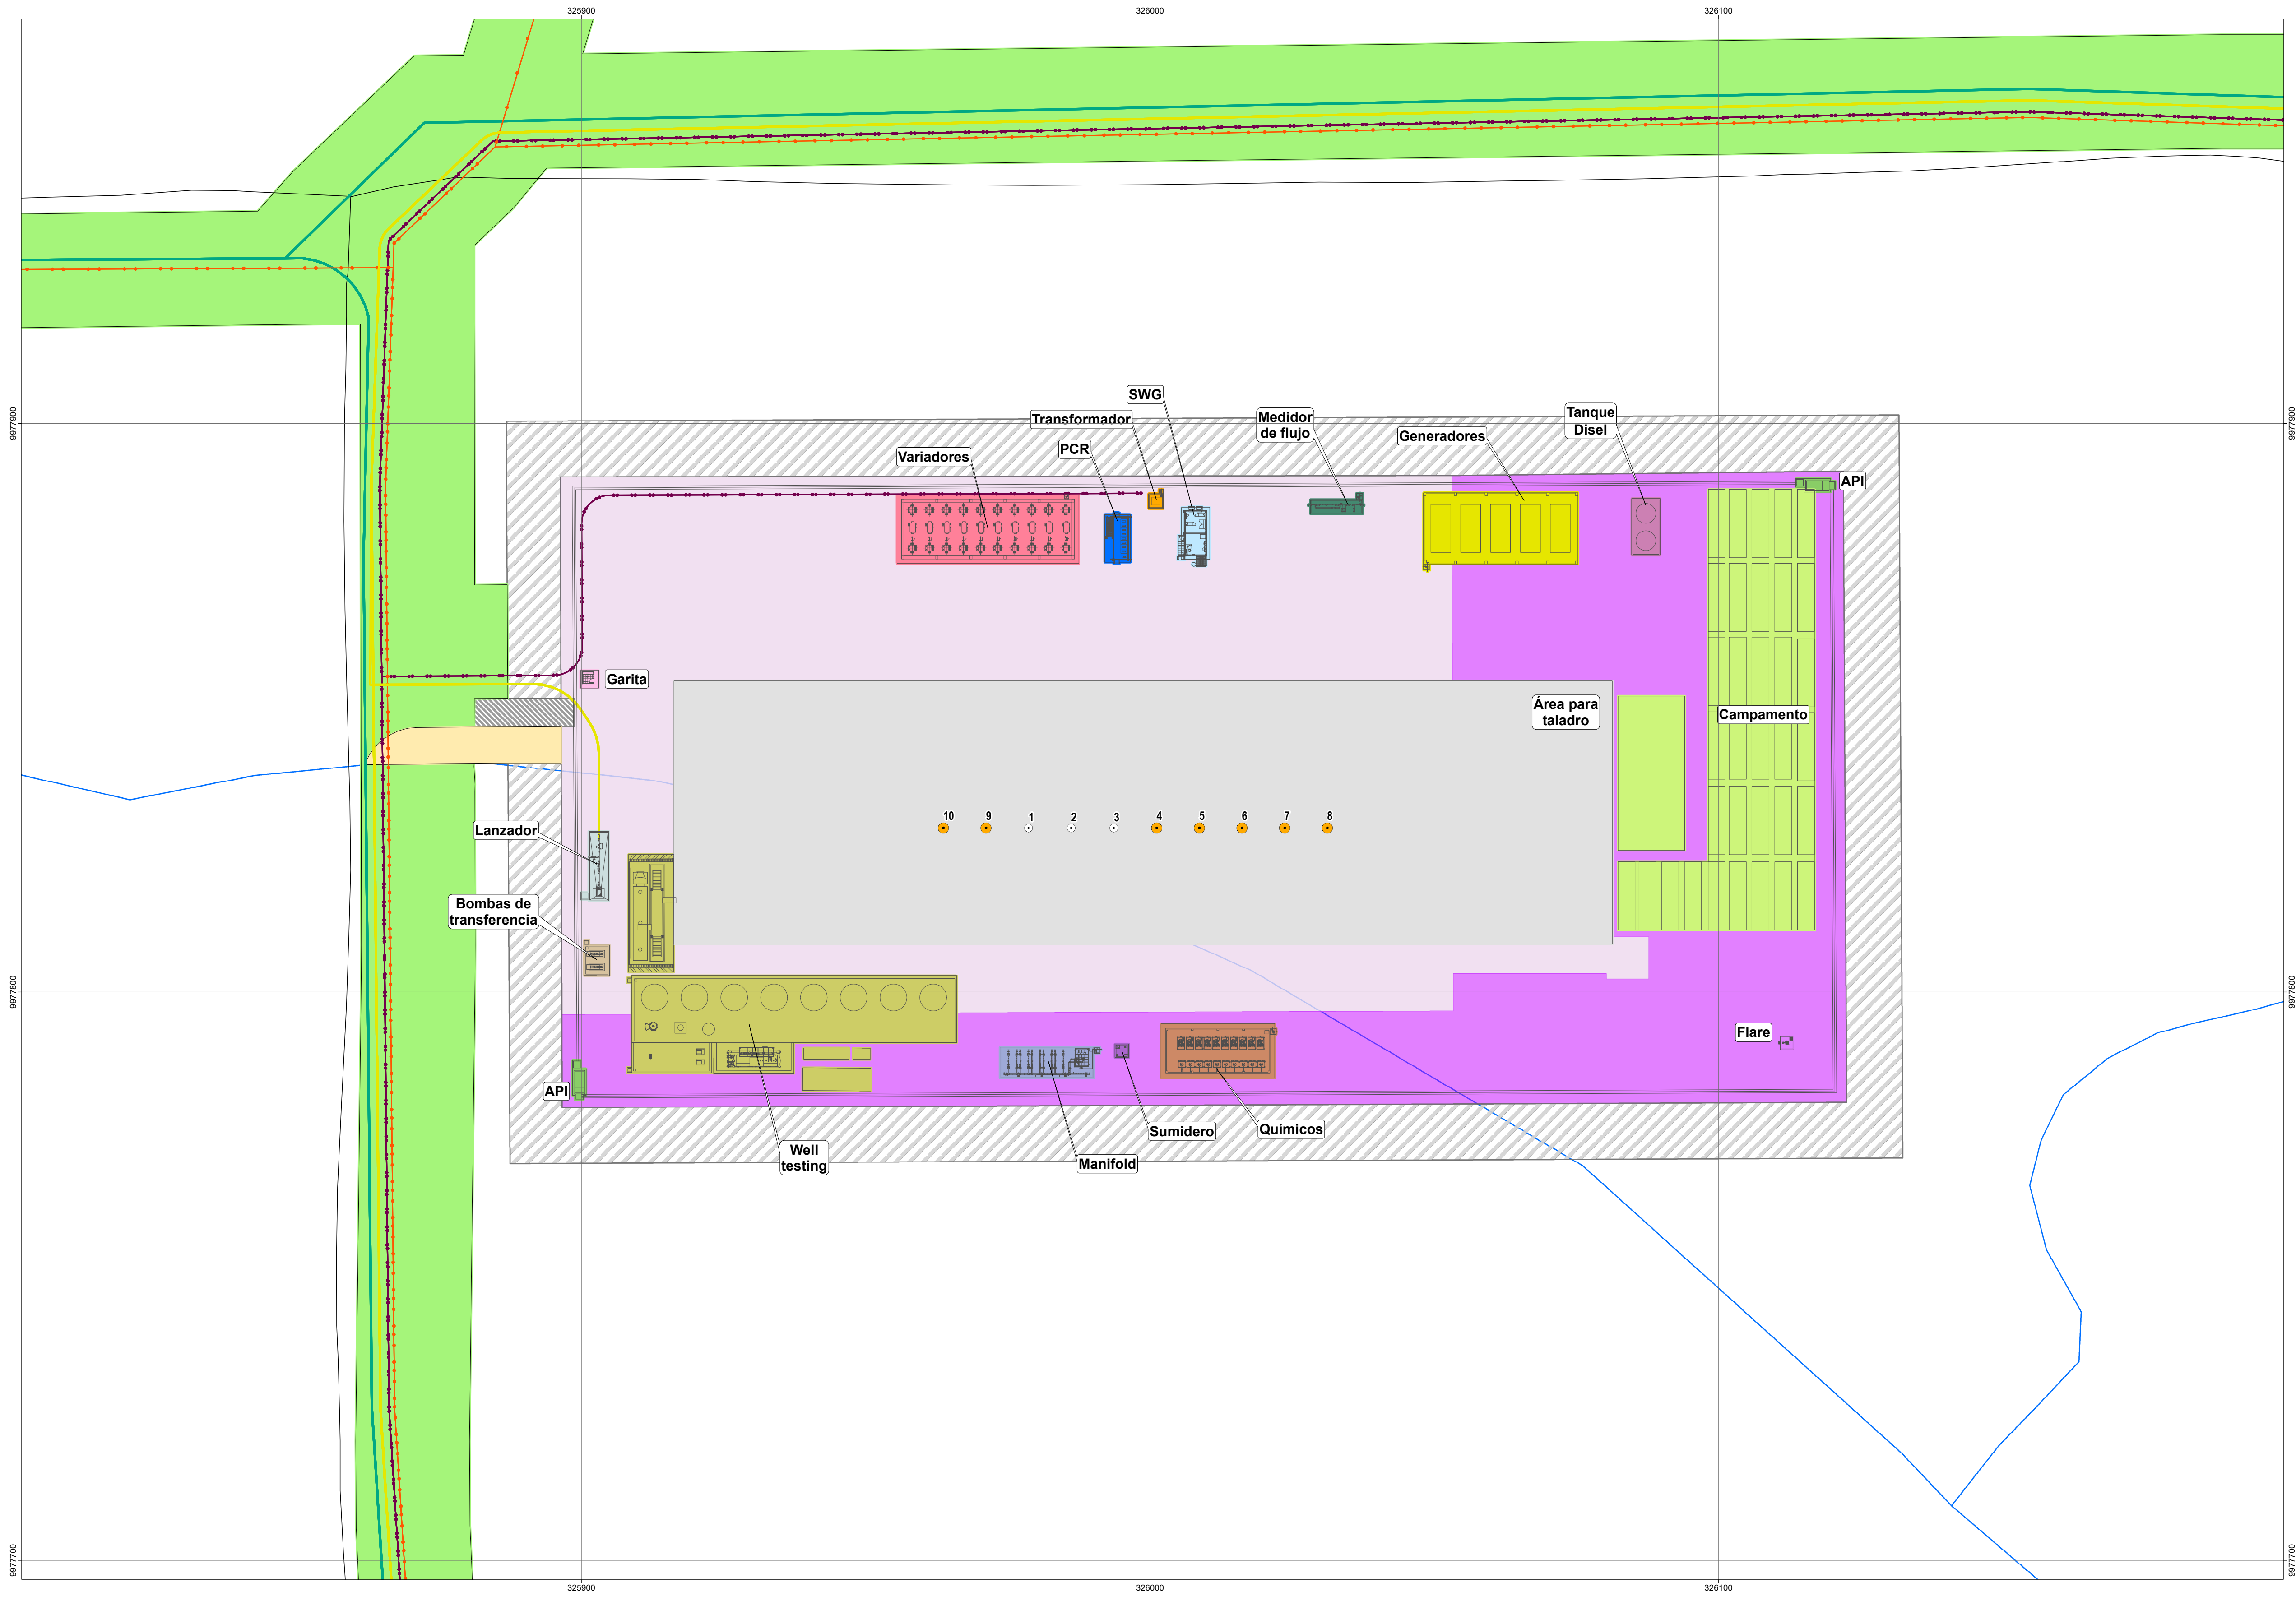 325900
326000
326100
SWG
Transformador
Medidor
de flujo
Tanque
Disel
9977900
9977900
Generadores
PCR
Variadores
API
Garita
Área para
taladro
Campamento
10
9
1
2
3
4
5
6
7
8
Lanzador
Bombas de
transferencia
9977800
9977800
Flare
API
Químicos
Sumidero
Well
testing
Manifold
9977700
9977700
325900
326000
326100